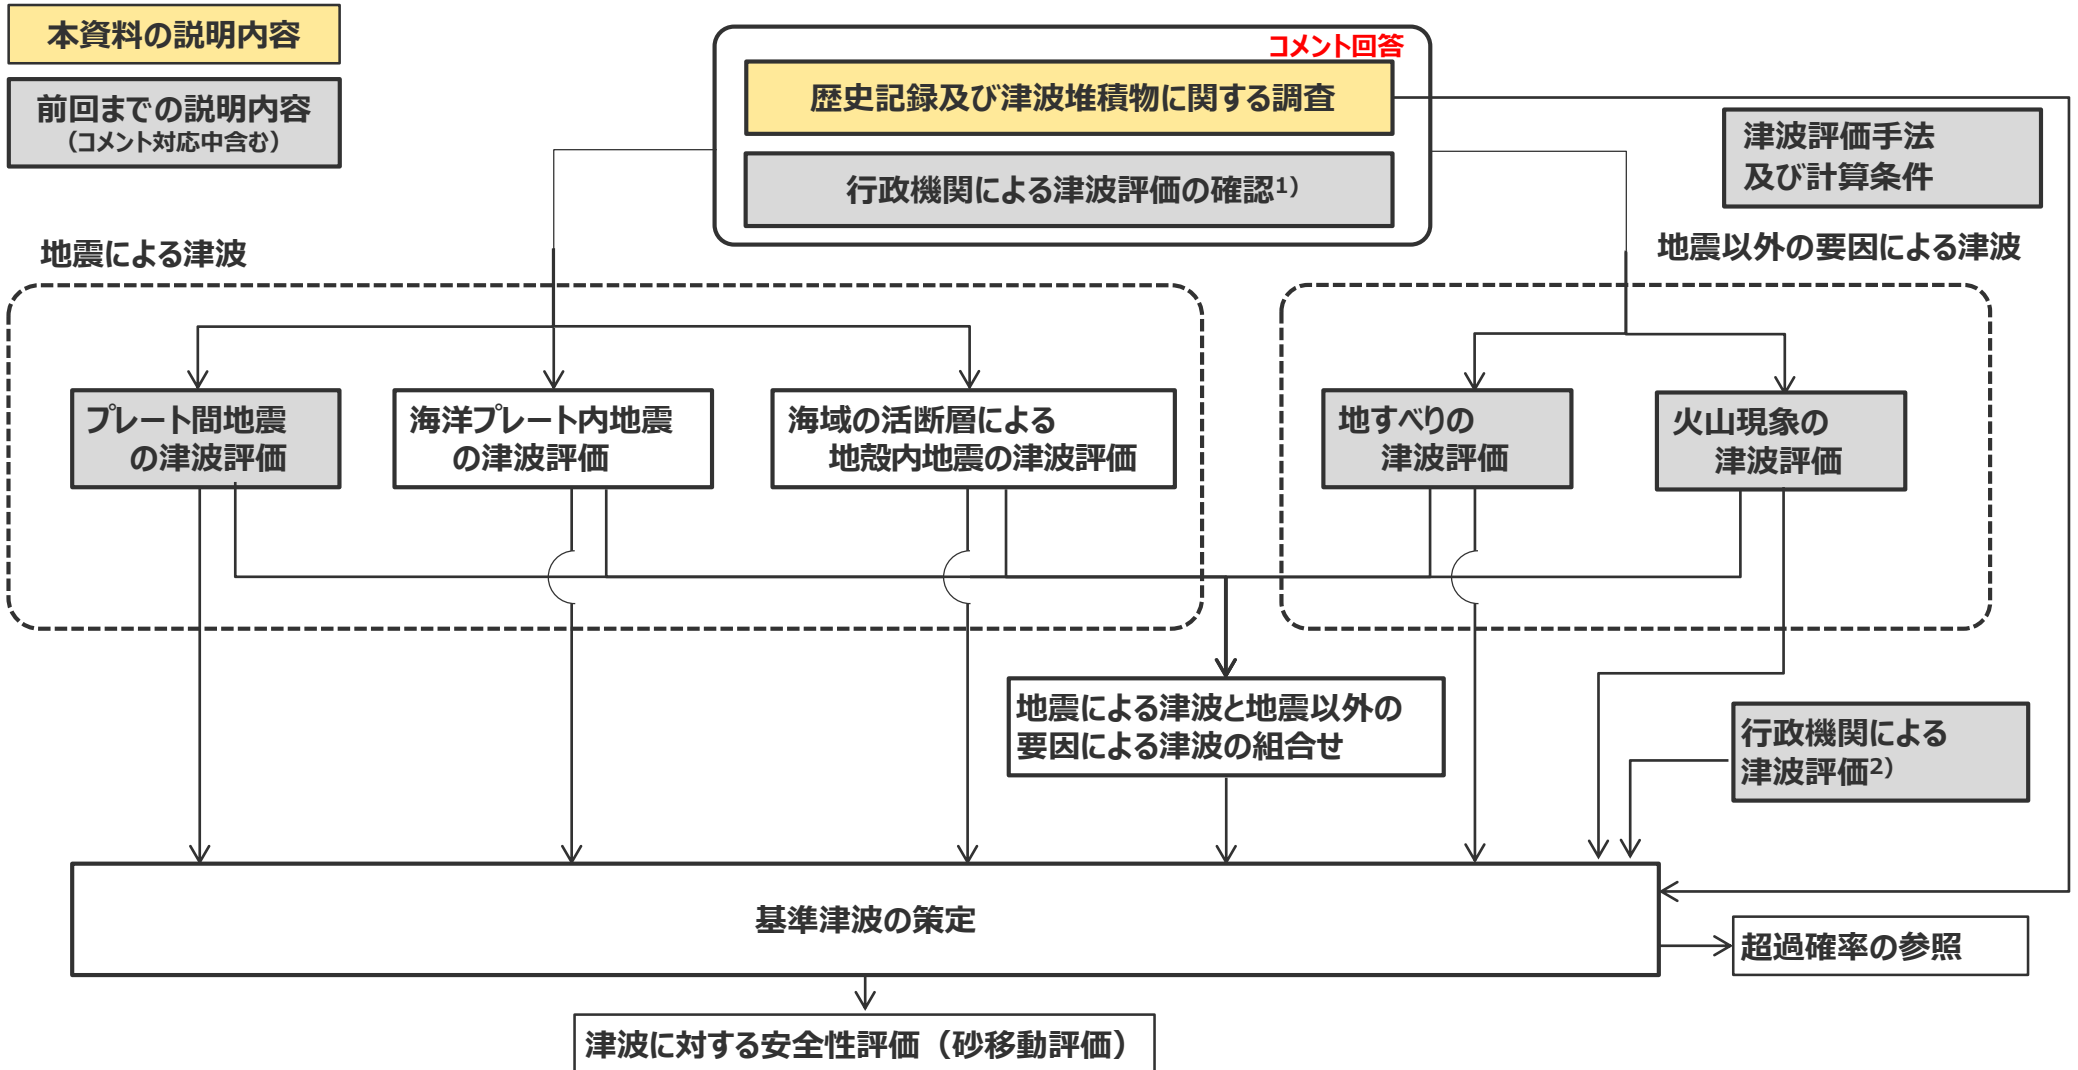 本資料の説明内容
前回までの説明内容
（コメント対応中含む）
コメント回答
歴史記録及び津波堆積物に関する調査
行政機関による津波評価の確認1）
津波評価手法
及び計算条件
地震による津波
地震以外の要因による津波
プレート間地震
の津波評価
海洋プレート内地震
の津波評価
海域の活断層による
地殻内地震の津波評価
地すべりの
津波評価
火山現象の
津波評価
地震による津波と地震以外の
要因による津波の組合せ
行政機関による
津波評価2）
基準津波の策定
超過確率の参照
津波に対する安全性評価（砂移動評価）